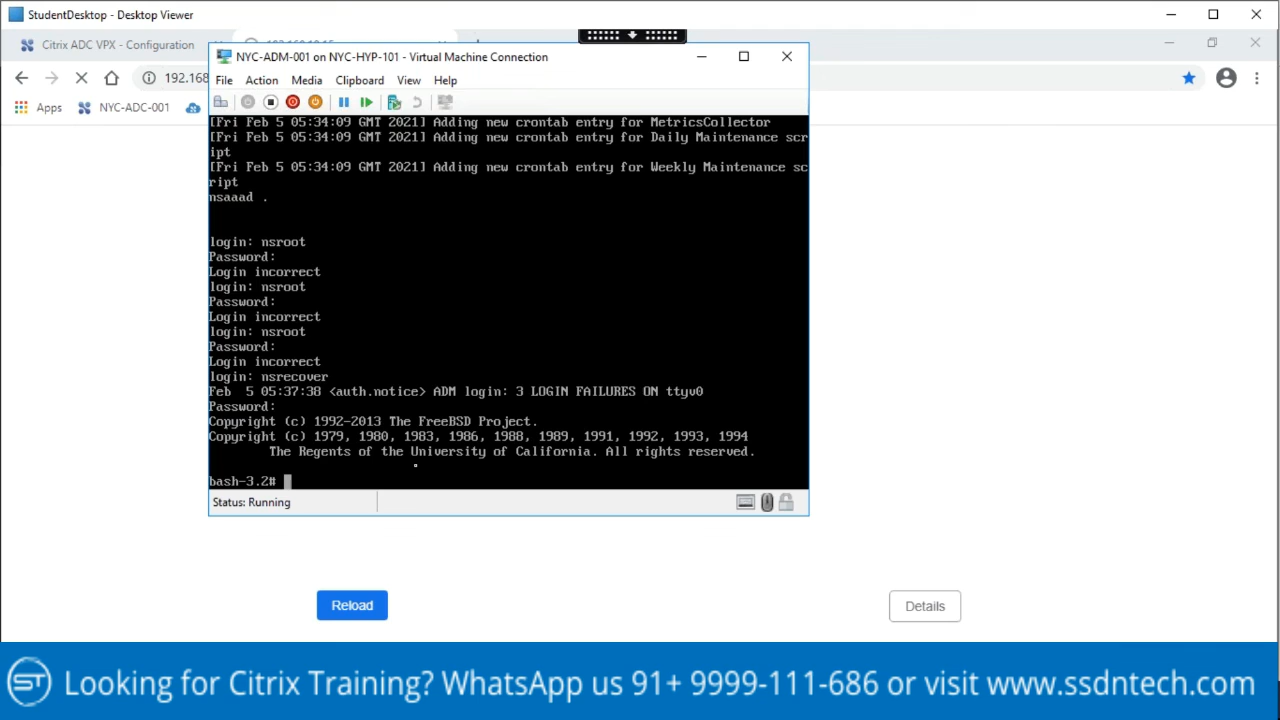 StudentDesktop - Desktop Viewer
Citrix ADC VPX - Configuration
NYC-ADM-001 on NYC-HYP-101 - Virtual Machine Connection
192.168
Apps
NYC-ADC-001
File Action Media Clipboard View Help
[Fri Feb 5 05:34:09 GMT 2021] Adding new crontab entry for MetricsCollector
[Fri Feb 5 05:34:09 GMT 2021] Adding new crontab entry for Daily Maintenance scr
ipt
[Fri Feb 5 05:34:09 GMT 2021] Adding new crontab entry for Weekly Maintenance sc
ript
nsaaad .
login: nsroot
Password:
Login incorrect
login: nsroot
Password:
Login incorrect
login: nsroot
Password:
Login incorrect
login: nsrecover
Feb  5 05:37:38 <auth.notice> ADM login: 3 LOGIN FAILURES ON ttyv0
Password:
Copyright (c) 1992-2013 The FreeBSD Project.
Copyright (c) 1979, 1980, 1983, 1986, 1988, 1989, 1991, 1992, 1993, 1994
The Regents of the University of California. All rights reserved.
bash-3.2#
Status: Running
Reload
Details
ST Looking for Citrix Training? WhatsApp us 91+ 9999-111-686 or visit www.ssdntech.com